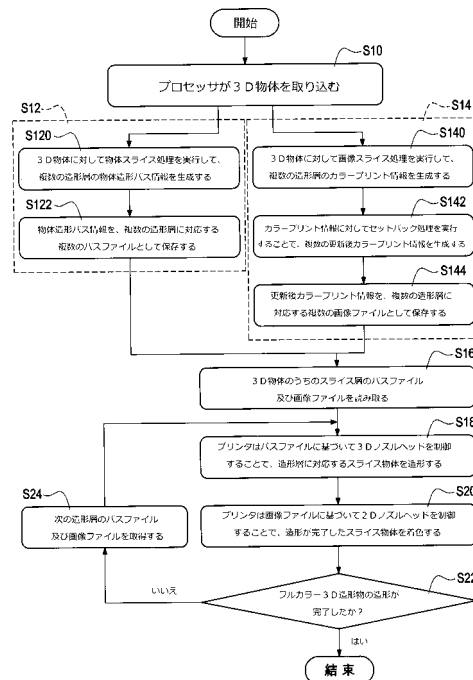 開始
S10
プロセッサが3D物体を取り込む
S12
S14
S120
3D物体に対して物体スライス処理を実行して、
複数の造形層の物体造形パス情報を生成する
S122
物体造形パス情報を、複数の造形層に対応する
複数のパスファイルとして保存する
S140
3D物体に対して画像スライス処理を実行して、
複数の造形層のカラープリント情報を生成する
S142
カラープリント情報に対してセットバック処理を実行
することで、複数の更新後カラープリント情報を生成する
S144
更新後カラープリント情報を、複数の造形層に
対応する複数の画像ファイルとして保存する
S16
3D物体のうちのスライス層のパスファイル
及び画像ファイルを読み取る
S18
プリンタはパスファイルに基づいて3Dノズルヘッドを制御
することで、造形層に対応するスライス物体を造形する
S24
次の造形層のパスファイル
及び画像ファイルを取得する
S20
プリンタは画像ファイルに基づいて2Dノズルヘッドを制御
することで、造形が完了したスライス物体を着色する
S22
フルカラー3D造形物の造形が
完了したか?
いいえ
はい
結束